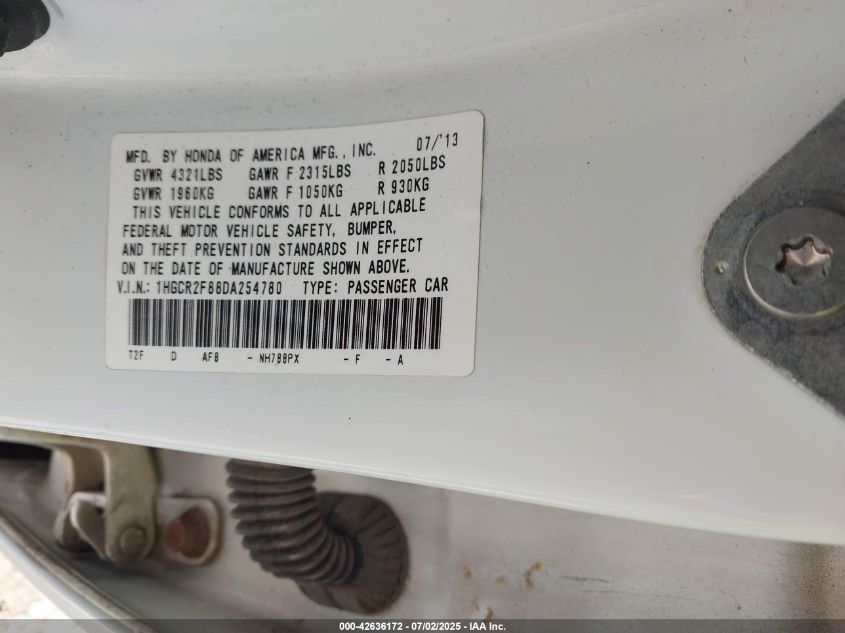 MFD. BY HONDA OF AMERICA MFG., INC. 07/'13
GVWR 4321LBS GAWR F 2315LBS R 2050LBS
GVWR 1960KG GAWR F 1050KG R 930KG
THIS VEHICLE CONFORMS TO ALL APPLICABLE
FEDERAL MOTOR VEHICLE SAFETY, BUMPER,
AND THEFT PREVENTION STANDARDS IN EFFECT
ON THE DATE OF MANUFACTURE SHOWN ABOVE.
V.I.N.: 1HGCR2F88DA254780 TYPE: PASSENGER CAR
T2F D AF8 - NH788PX - F - A
000-42636172 | 07/02/2025 - IAA Inc.